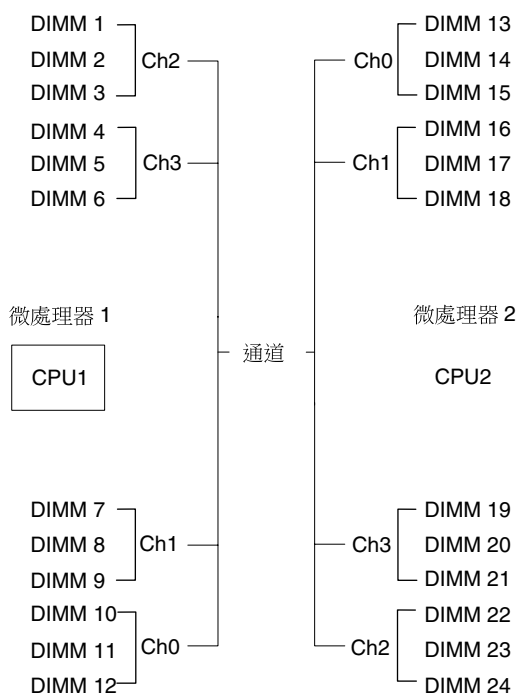 DIMM 1
DIMM 2
DIMM 3
Ch2
DIMM 4
DIMM 5
DIMM 6
Ch3
微處理器 1
CPU1
DIMM 7
DIMM 8
DIMM 9
Ch1
DIMM 10
DIMM 11
DIMM 12
Ch0
通道
DIMM 13
DIMM 14
DIMM 15
Ch0
DIMM 16
DIMM 17
DIMM 18
Ch1
微處理器 2
CPU2
DIMM 19
DIMM 20
DIMM 21
Ch3
DIMM 22
DIMM 23
DIMM 24
Ch2